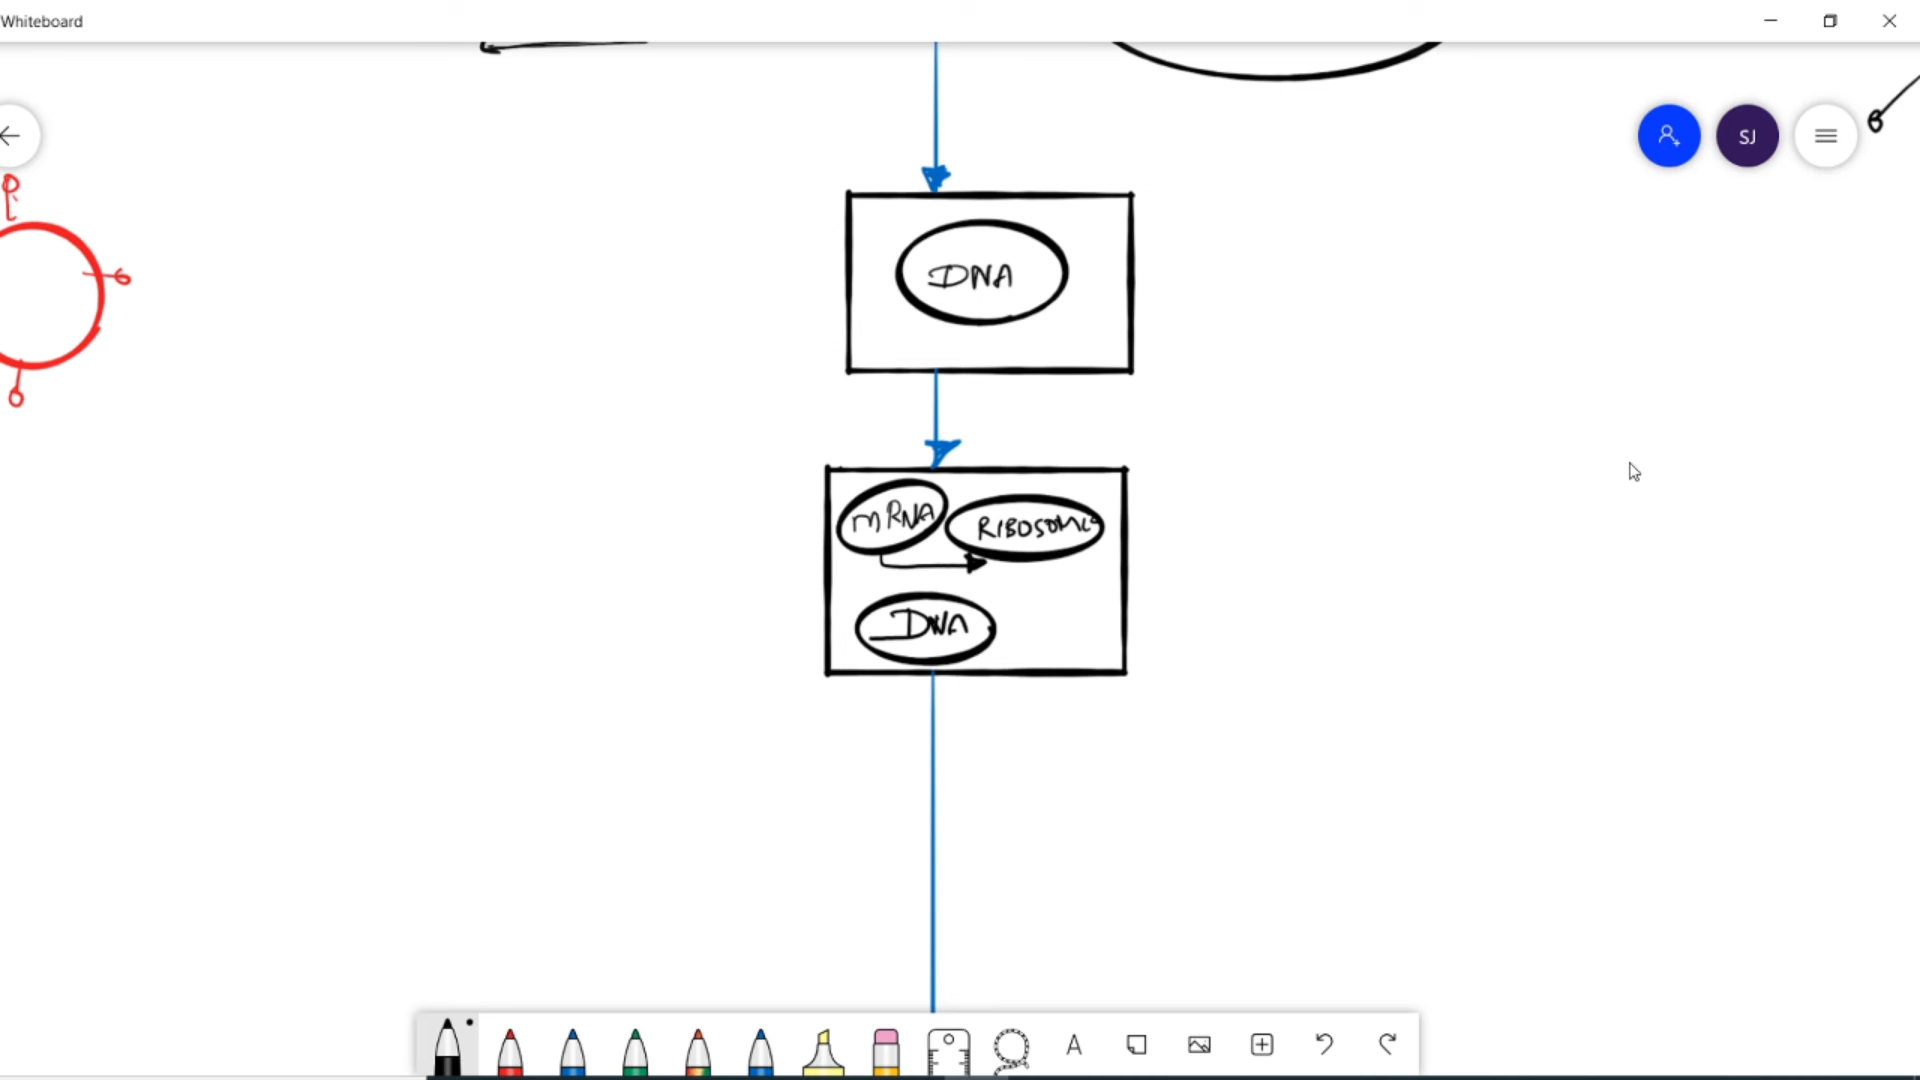 Whiteboard
SJ
DNA
mRNA RIBOSOME
DNA
A